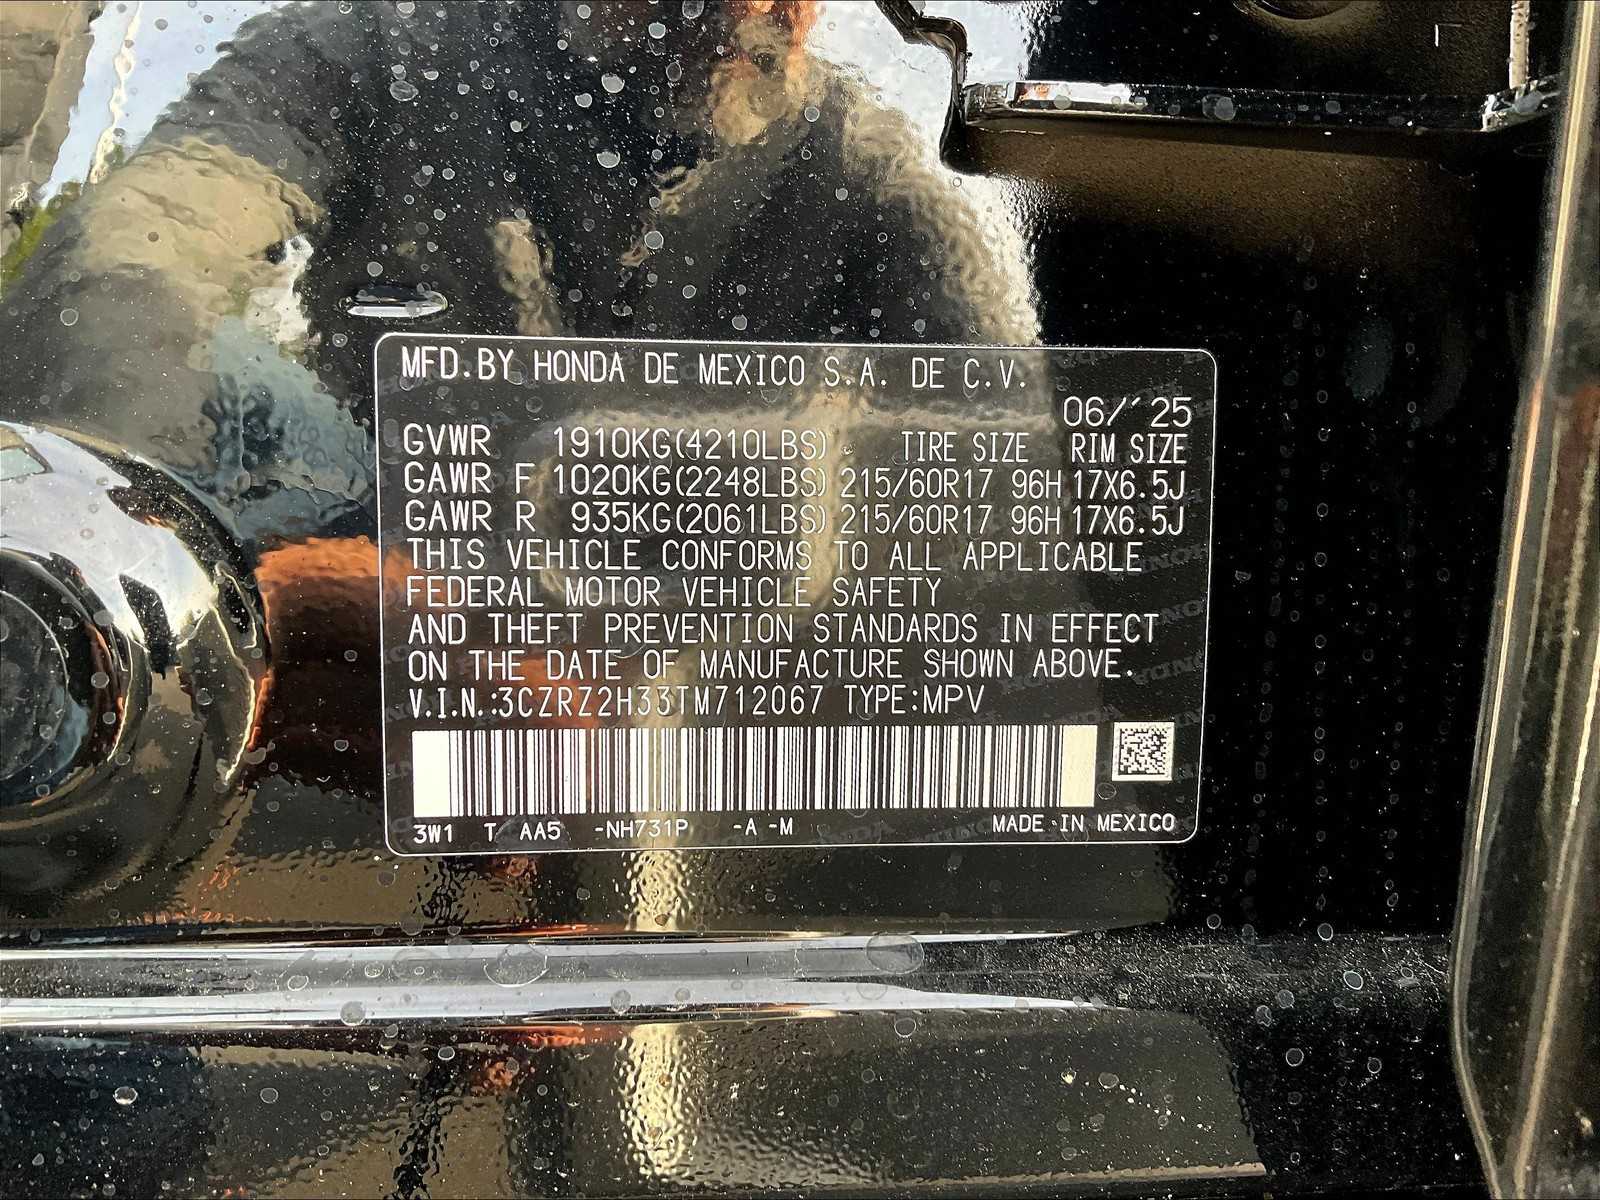 MFD.BY HONDA DE MEXICO S.A. DE C.V.
06/´25
GVWR 1910KG(4210LBS) TIRE SIZE RIM SIZE
GAWR F 1020KG(2248LBS) 215/60R17 96H 17X6.5J
GAWR R 935KG(2061LBS) 215/60R17 96H 17X6.5J
THIS VEHICLE CONFORMS TO ALL APPLICABLE
FEDERAL MOTOR VEHICLE SAFETY
AND THEFT PREVENTION STANDARDS IN EFFECT
ON THE DATE OF MANUFACTURE SHOWN ABOVE.
V.I.N.:3CZRZ2H33TM712067 TYPE:MPV
3W1 T AA5 -NH731P -A -M MADE IN MEXICO